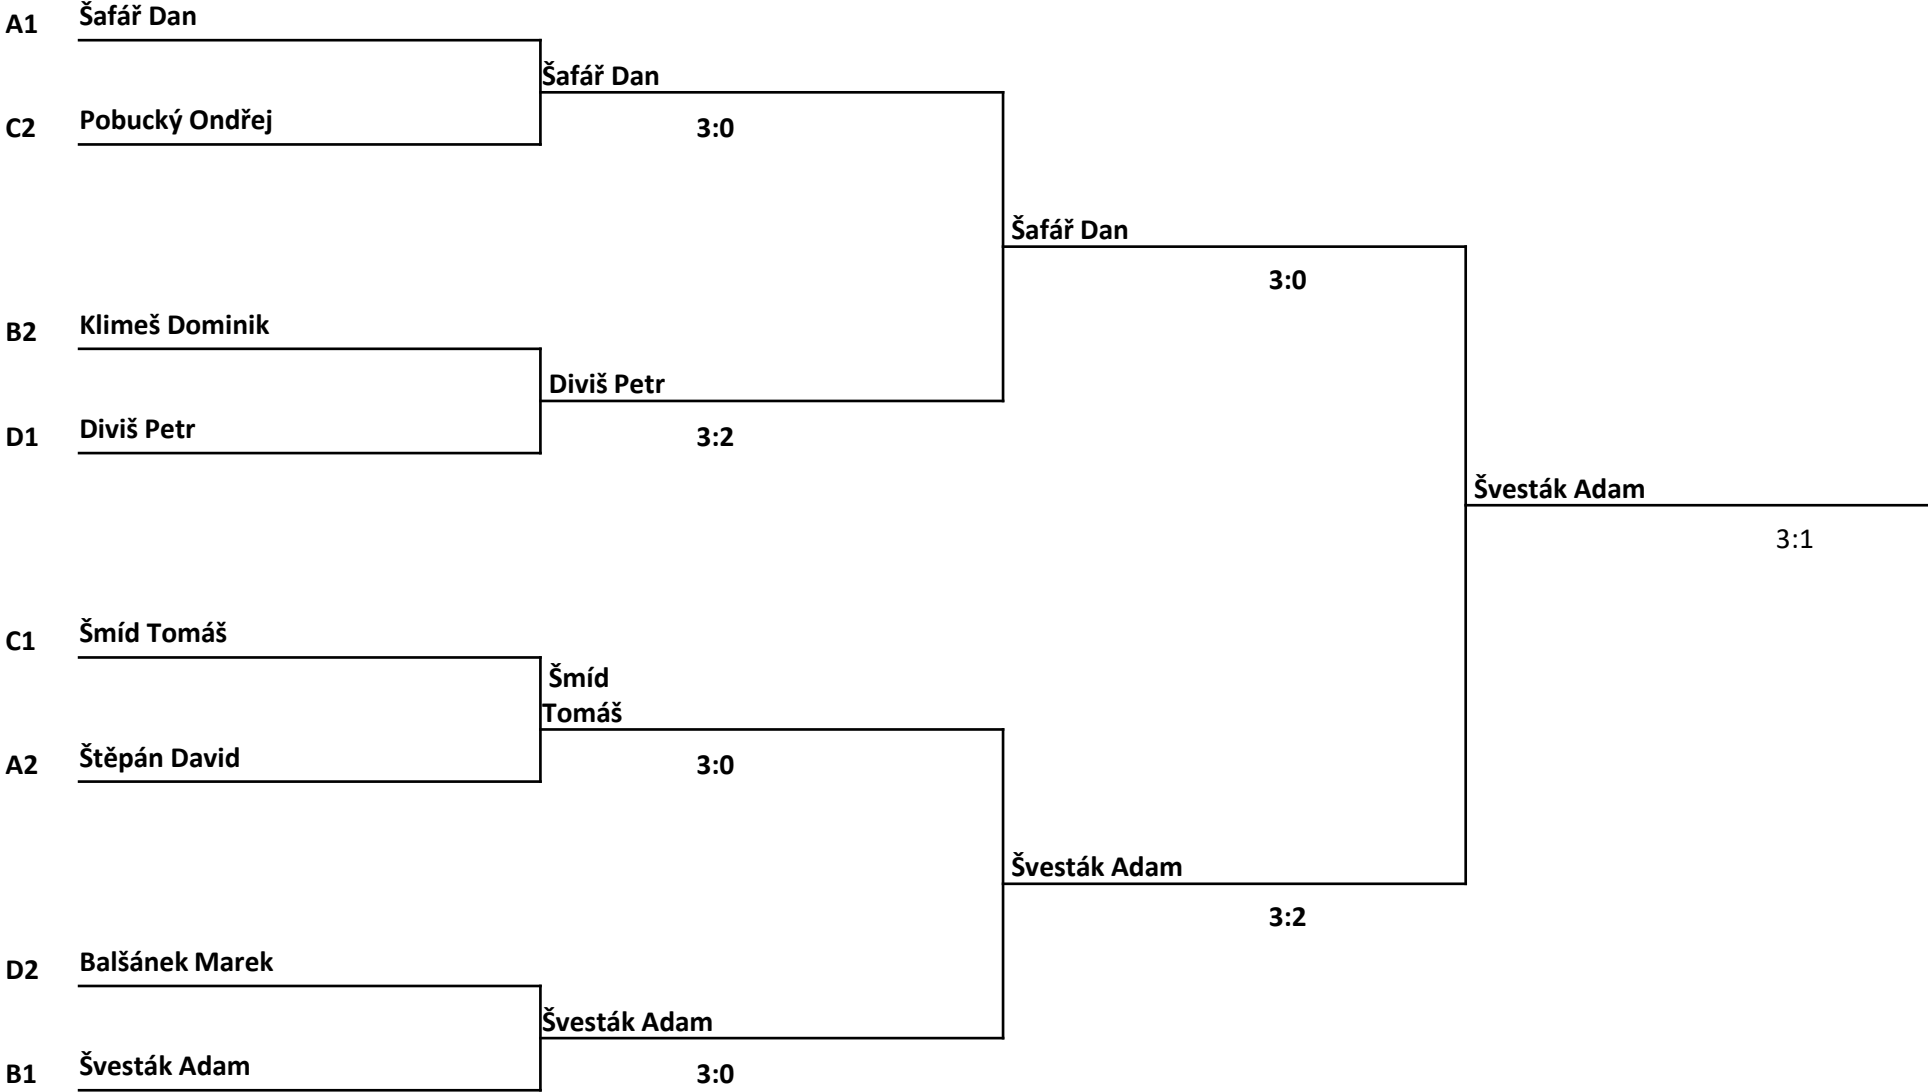 A1 Šafář Dan
Šafář Dan
C2 Pobucký Ondřej
3:0
Šafář Dan
3:0
B2 Klimeš Dominik
Diviš Petr
D1 Diviš Petr
3:2
Švesták Adam
3:1
C1 Šmíd Tomáš
Šmíd
Tomáš
A2 Štěpán David
3:0
Švesták Adam
3:2
D2 Balšánek Marek
Švesták Adam
B1 Švesták Adam
3:0